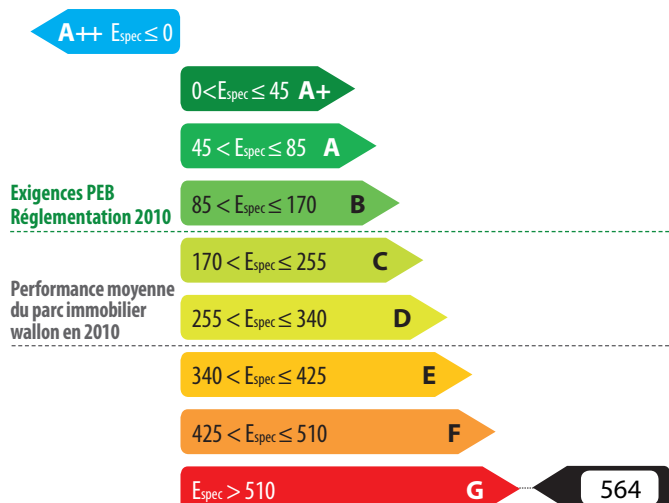 A++ Espec ≤ 0
0<Espec ≤ 45 A+
45 < Espec ≤ 85 A
Exigences PEB
Réglementation 2010
85 < Espec ≤ 170 B
170 < Espec ≤ 255 C
Performance moyenne
du parc immobilier
wallon en 2010
255 < Espec ≤ 340 D
340 < Espec ≤ 425 E
425 < Espec ≤ 510 F
Espec > 510 G 564